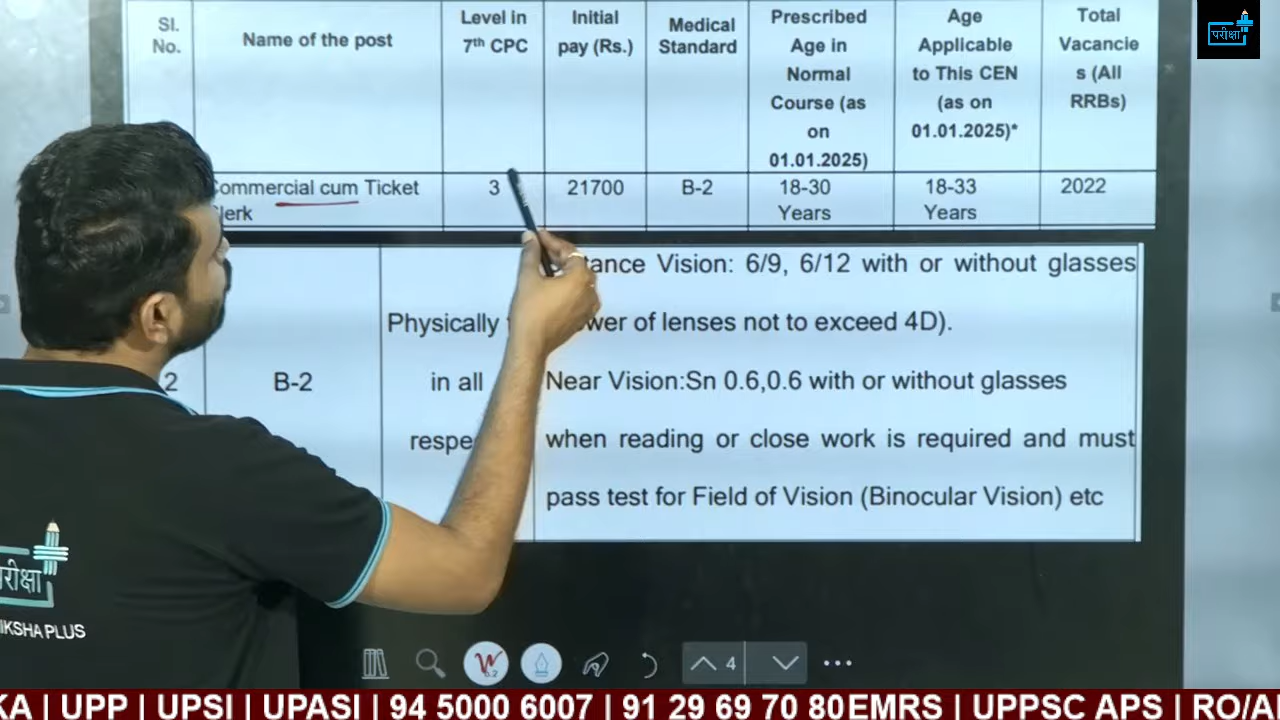 Sl.
No.
Name of the post
Level in
7th CPC
Initial
pay (Rs.)
Medical
Standard
Prescribed
Age in
Normal
Course (as
on
01.01.2025)
Age
Applicable
to This CEN
(as on
01.01.2025)*
Total
Vacancie
s (All
RRBs)
परीक्षा
ommercial cum Ticket
lerk
3
21700
B-2
18-30
Years
18-33
Years
2022
2
B-2
Physically
in all
respe
tance Vision: 6/9, 6/12 with or without glasses
wer of lenses not to exceed 4D).
Near Vision:Sn 0.6,0.6 with or without glasses
when reading or close work is required and must
pass test for Field of Vision (Binocular Vision) etc
रीक्षा
IKSHA PLUS
4
KA | UPP | UPSI | UPASI | 94 5000 6007 | 91 29 69 70 80EMRS | UPPSC APS | RO/A